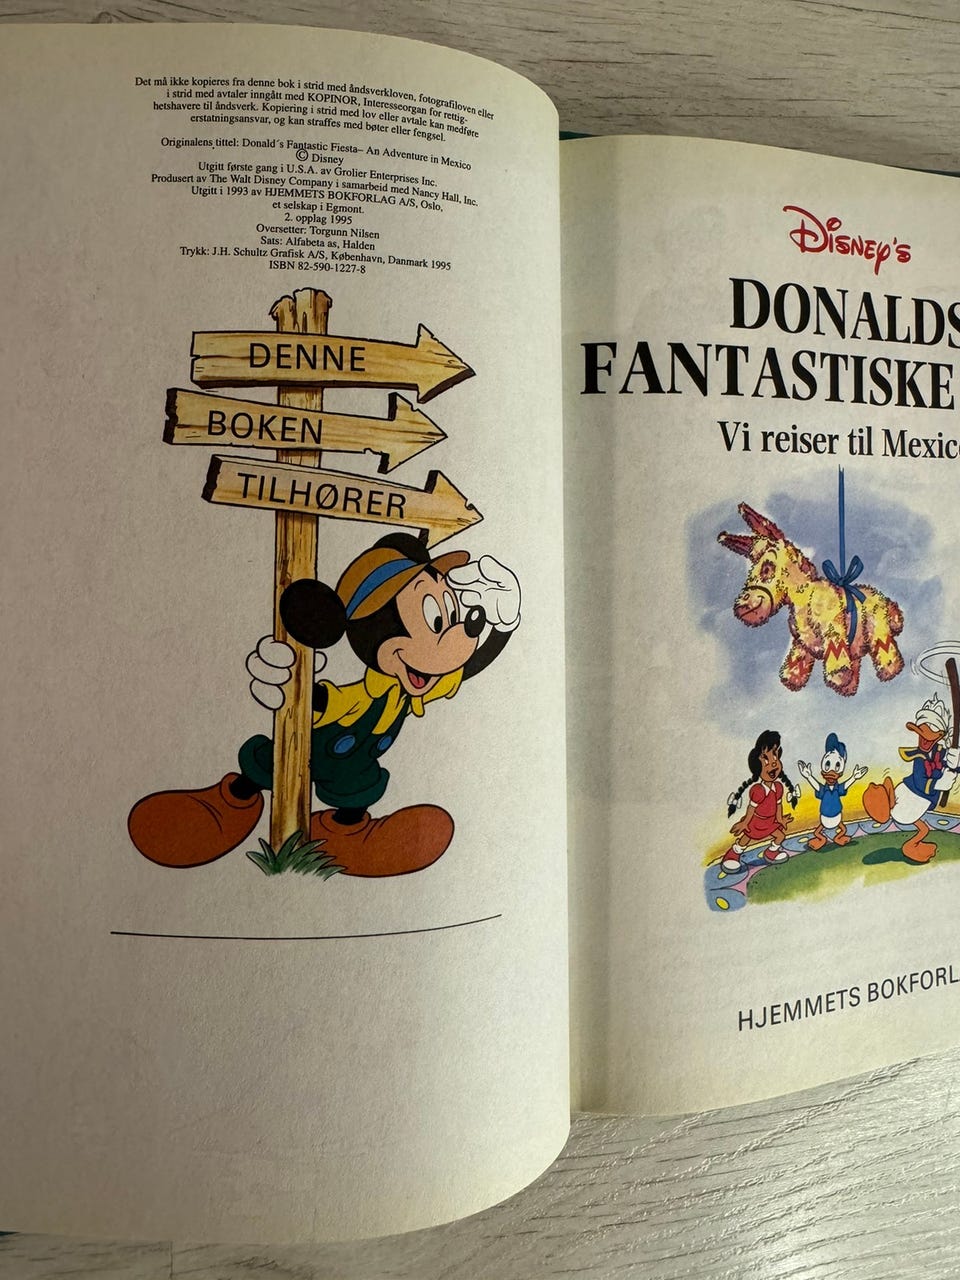 Det må ikke kopieres fra denne bok i strid med åndsverkloven, fotografiloven eller
i strid med avtaler inngått med KOPINOR, Interesseorgan for rettig-
hetshavere til åndsverk. Kopiering i strid med lov eller avtale kan medføre
erstatningsansvar, og kan straffes med bøter eller fengsel.
Originalens tittel: Donald´s Fantastic Fiesta– An Adventure in Mexico
© Disney
Utgitt første gang i U.S.A. av Grolier Enterprises Inc.
Produsert av The Walt Disney Company i samarbeid med Nancy Hall, Inc.
Utgitt i 1993 av HJEMMETS BOKFORLAG A/S, Oslo,
et selskap i Egmont.
2. opplag 1995
Oversetter: Torgunn Nilsen
Sats: Alfabeta as, Halden
Trykk: J.H. Schultz Grafisk A/S, København, Danmark 1995
ISBN 82-590-1227-8
DENNE
BOKEN
TILHØRER
DISNEY'S
DONALDS
FANTASTISKE
Vi reiser til Mexico
HJEMMETS BOKFORL